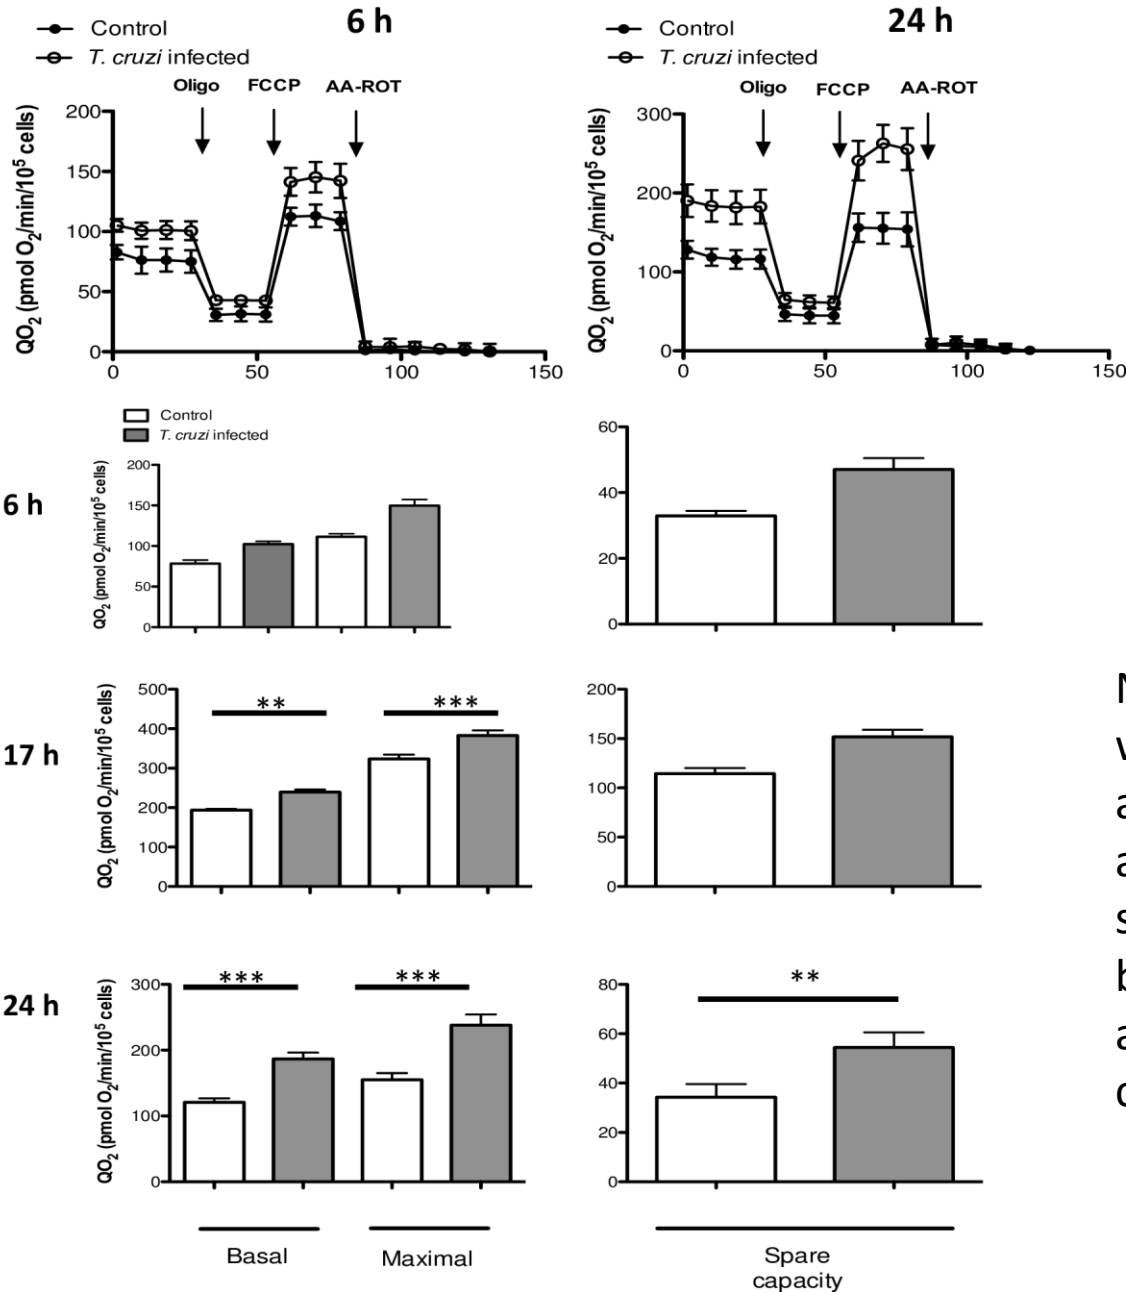 6 h
Control
T. cruzi infected
Oligo FCCP AA-ROT
QO2 (pmol O2/min/10^5 cells)
200
150
100
50
0
0 50 100 150
24 h
Control
T. cruzi infected
Oligo FCCP AA-ROT
QO2 (pmol O2/min/10^5 cells)
300
200
100
0
0 50 100 150
Control
T. cruzi infected
6 h
QO2 (pmol O2/min/10^5 cells)
200
150
100
50
0
60
40
20
0
17 h
QO2 (pmol O2/min/10^5 cells)
500
400
300
200
100
0
** ***
200
150
100
50
0
24 h
QO2 (pmol O2/min/10^5 cells)
300
200
100
0
*** ***
80
60
40
20
0
**
Basal Maximal
Spare
capacity